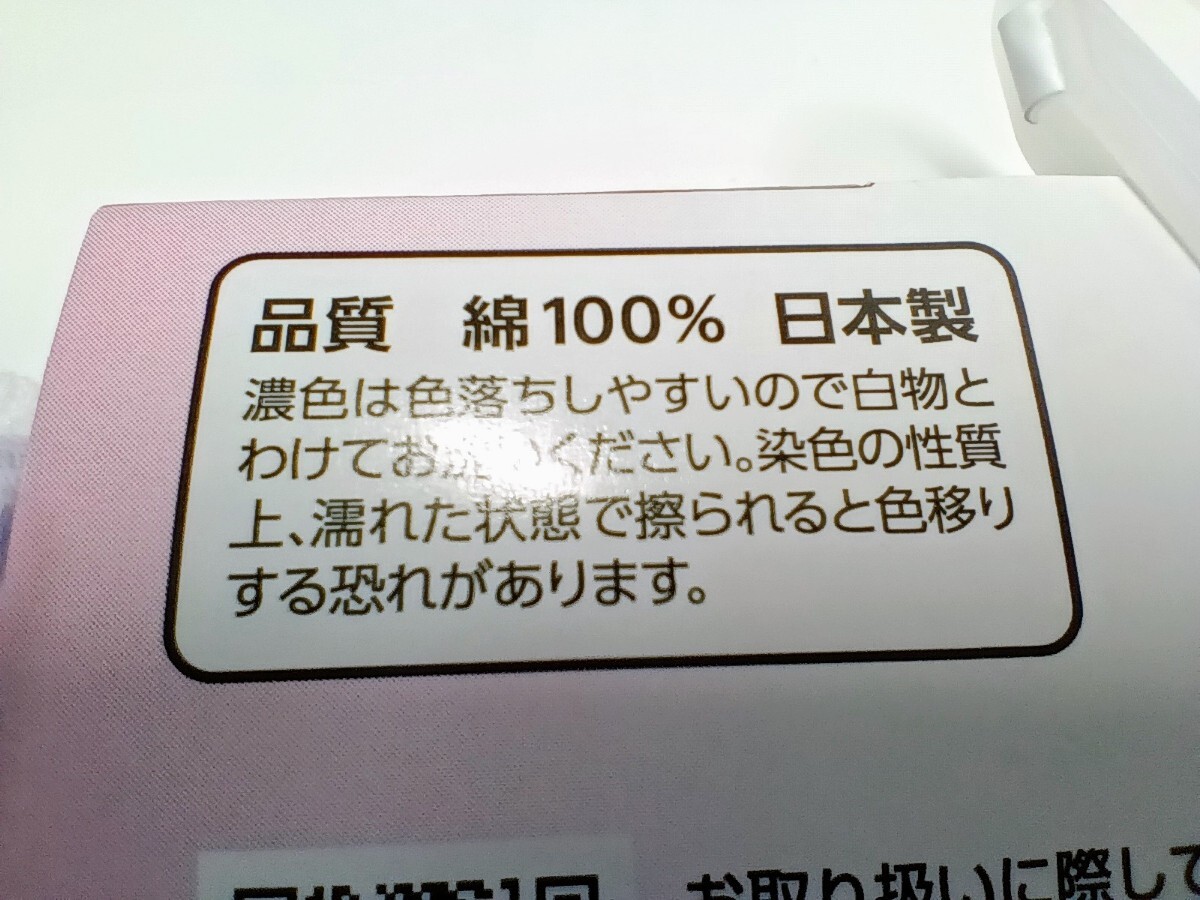 品質 綿100% 日本製
濃色は色落ちしやすいので白物と
わけてお洗いください。染色の性質
上、濡れた状態で擦られると色移り
する恐れがあります。
お取り扱いに際して